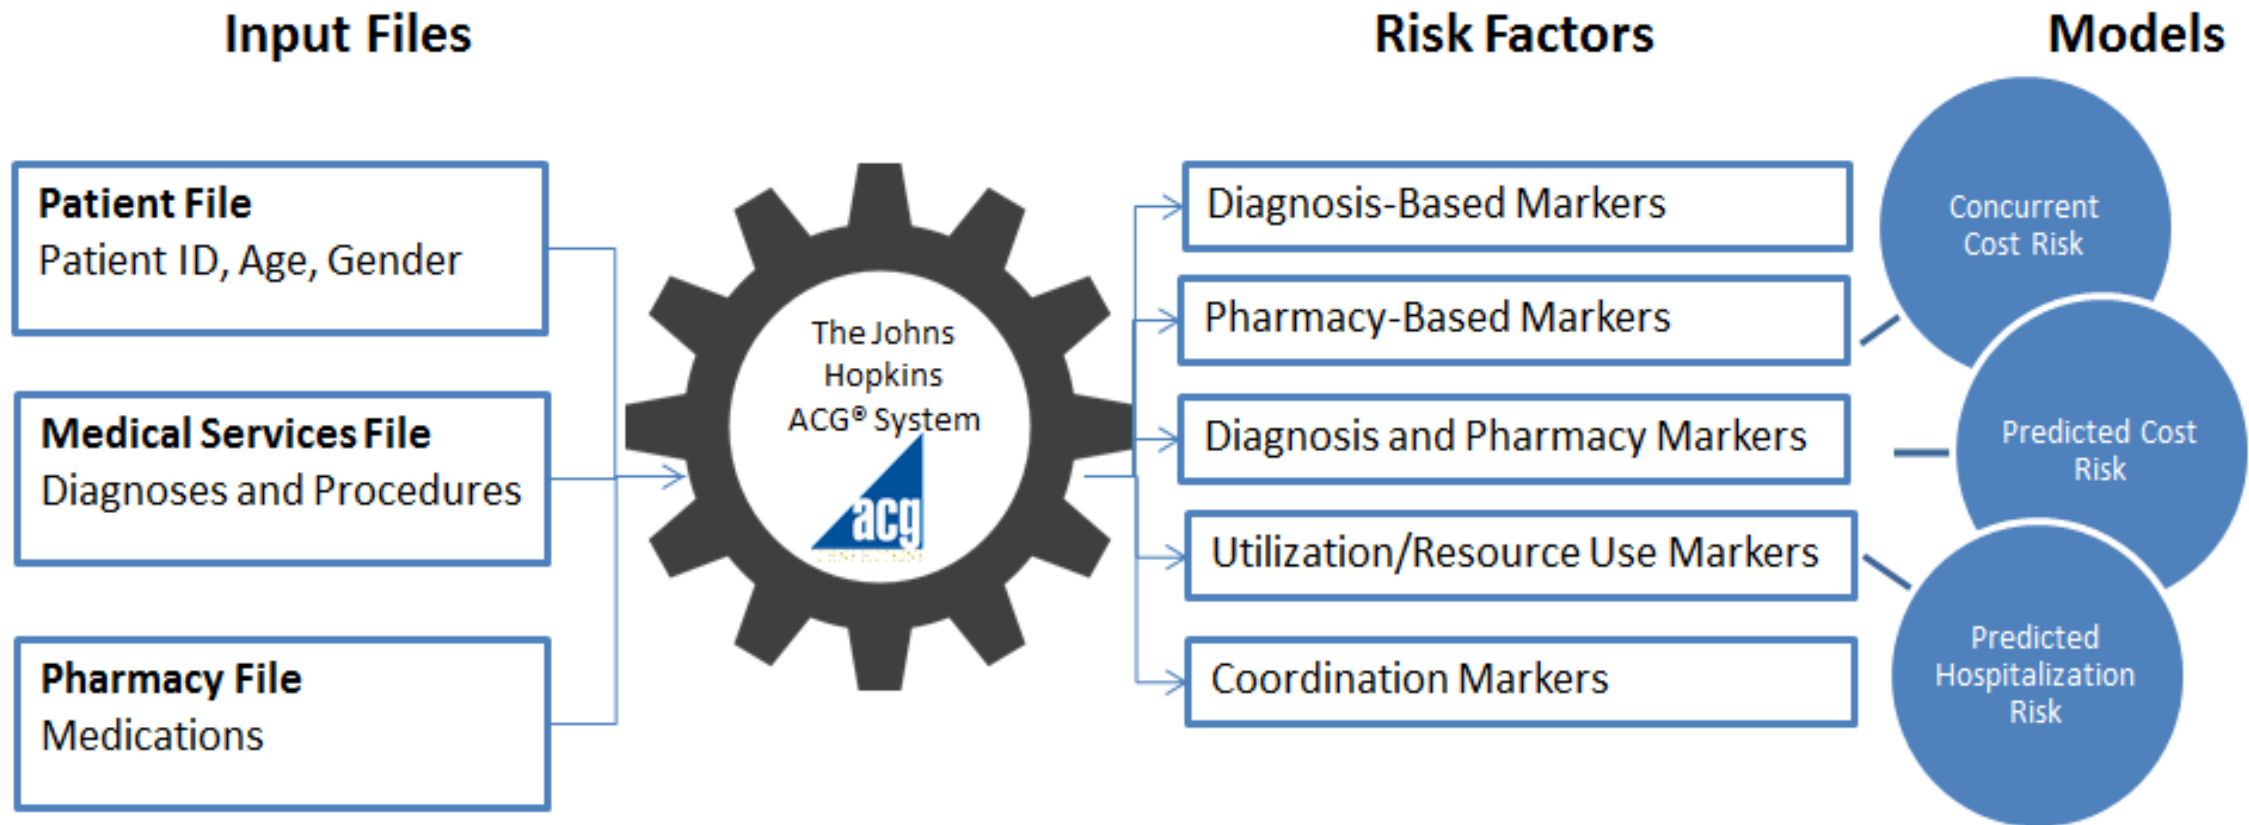 Input Files
Risk Factors
Models
Patient File
Patient ID, Age, Gender
Medical Services File
Diagnoses and Procedures
Pharmacy File
Medications
The Johns
Hopkins
ACG® System
acg
Diagnosis-Based Markers
Pharmacy-Based Markers
Diagnosis and Pharmacy Markers
Utilization/Resource Use Markers
Coordination Markers
Concurrent
Cost Risk
Predicted Cost
Risk
Predicted
Hospitalization
Risk